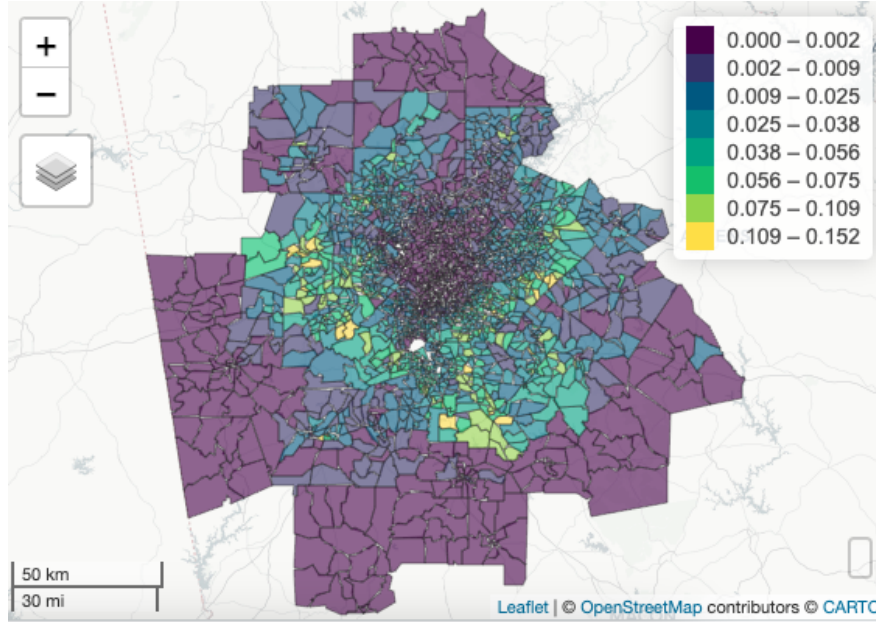 +
−
0.000 – 0.002
0.002 – 0.009
0.009 – 0.025
0.025 – 0.038
0.038 – 0.056
0.056 – 0.075
0.075 – 0.109
0.109 – 0.152
50 km
30 mi
Leaflet | © OpenStreetMap contributors © CARTO